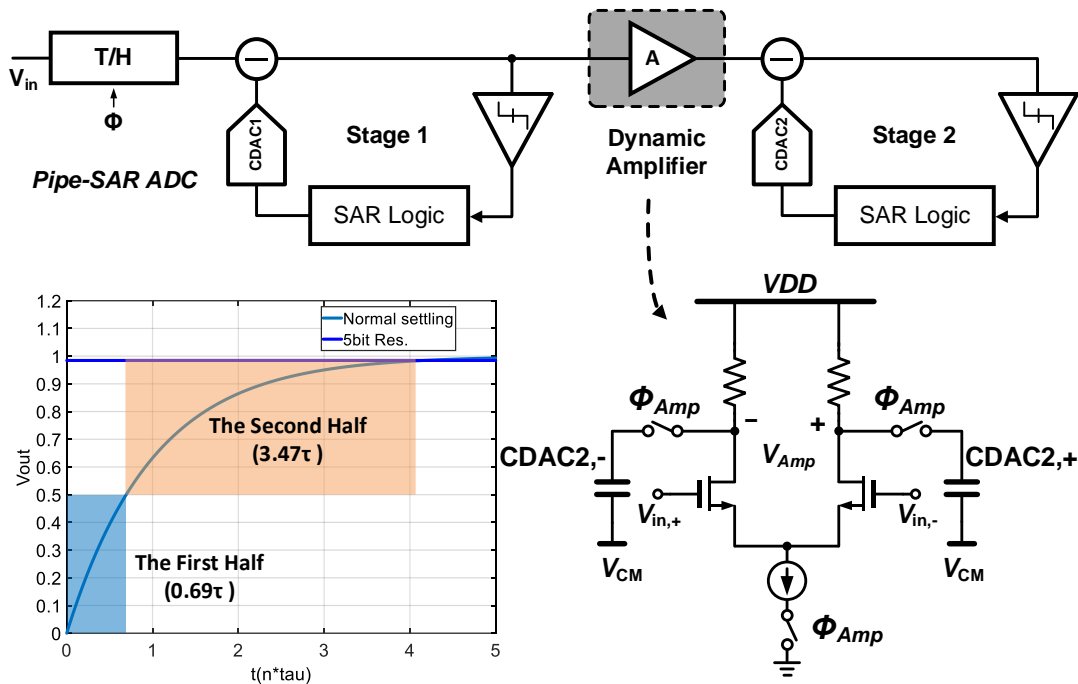 T/H
V_in
Φ
Pipe-SAR ADC
CDAC1
Stage 1
SAR Logic
A
Dynamic
Amplifier
CDAC2
Stage 2
SAR Logic
1.2
1.1
1
0.9
0.8
0.7
0.6
0.5
0.4
0.3
0.2
0.1
0
Vout
Normal settling
5bit Res.
The Second Half
(3.47τ )
The First Half
(0.69τ )
0 1 2 3 4 5
t(n*tau)
VDD
Φ_Amp
Φ_Amp
− +
V_Amp
CDAC2,-
CDAC2,+
V_in,+
V_in,-
V_CM
V_CM
Φ_Amp